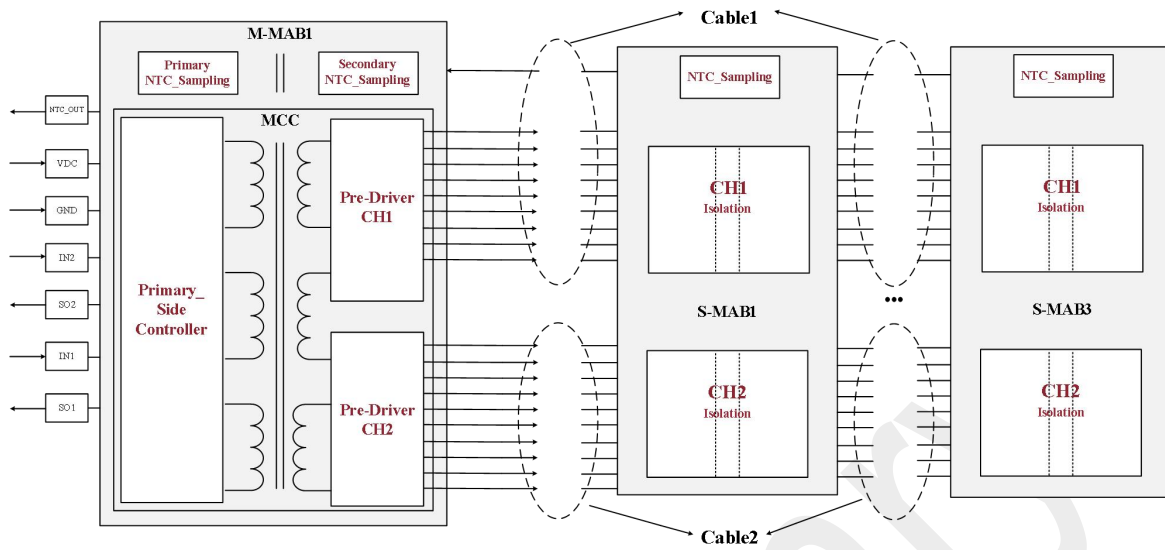 Cable1
M-MAB1
Primary
NTC_Sampling
Secondary
NTC_Sampling
NTC_Sampling
NTC_Sampling
NTC_OUT
VDC
GND
IN2
SO2
IN1
SO1
MCC
Primary_
Side
Controller
Pre-Driver
CH1
Pre-Driver
CH2
CH1
Isolation
S-MAB1
CH2
Isolation
...
CH1
Isolation
S-MAB3
CH2
Isolation
Cable2